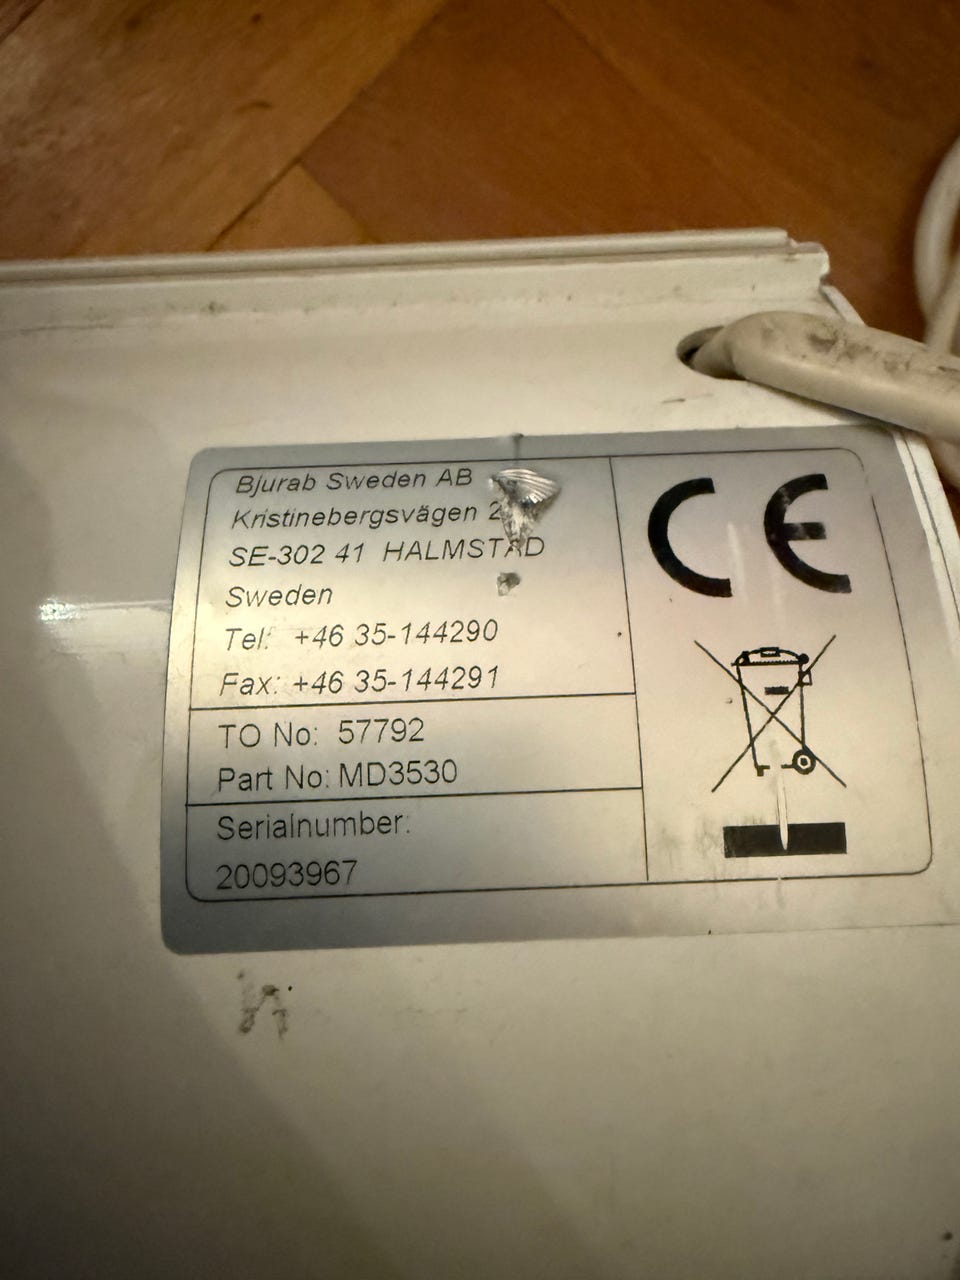 Bjurab Sweden AB
Kristinebergsvägen
SE-302 41 HALMSTAD
Sweden
Tel: +46 35-144290
Fax: +46 35-144291
TO No: 57792
Part No: MD3530
Serialnumber:
20093967
CE